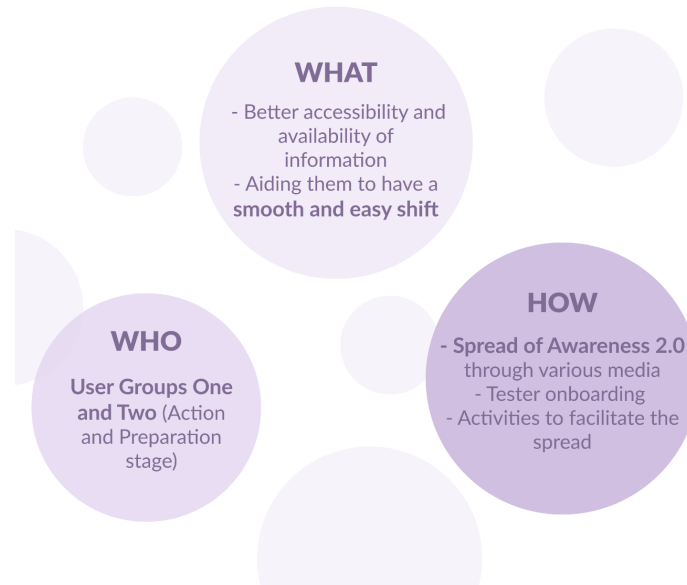 WHAT
- Better accessibility and
availability of
information
- Aiding them to have a
smooth and easy shift
WHO
User Groups One
and Two (Action
and Preparation
stage)
HOW
- Spread of Awareness 2.0
through various media
- Tester onboarding
- Activities to facilitate the
spread